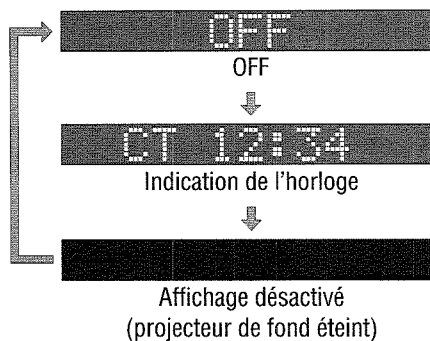 OFF
OFF
CT 12:34
Indication de l'horloge
Affichage désactivé
(projecteur de fond éteint)